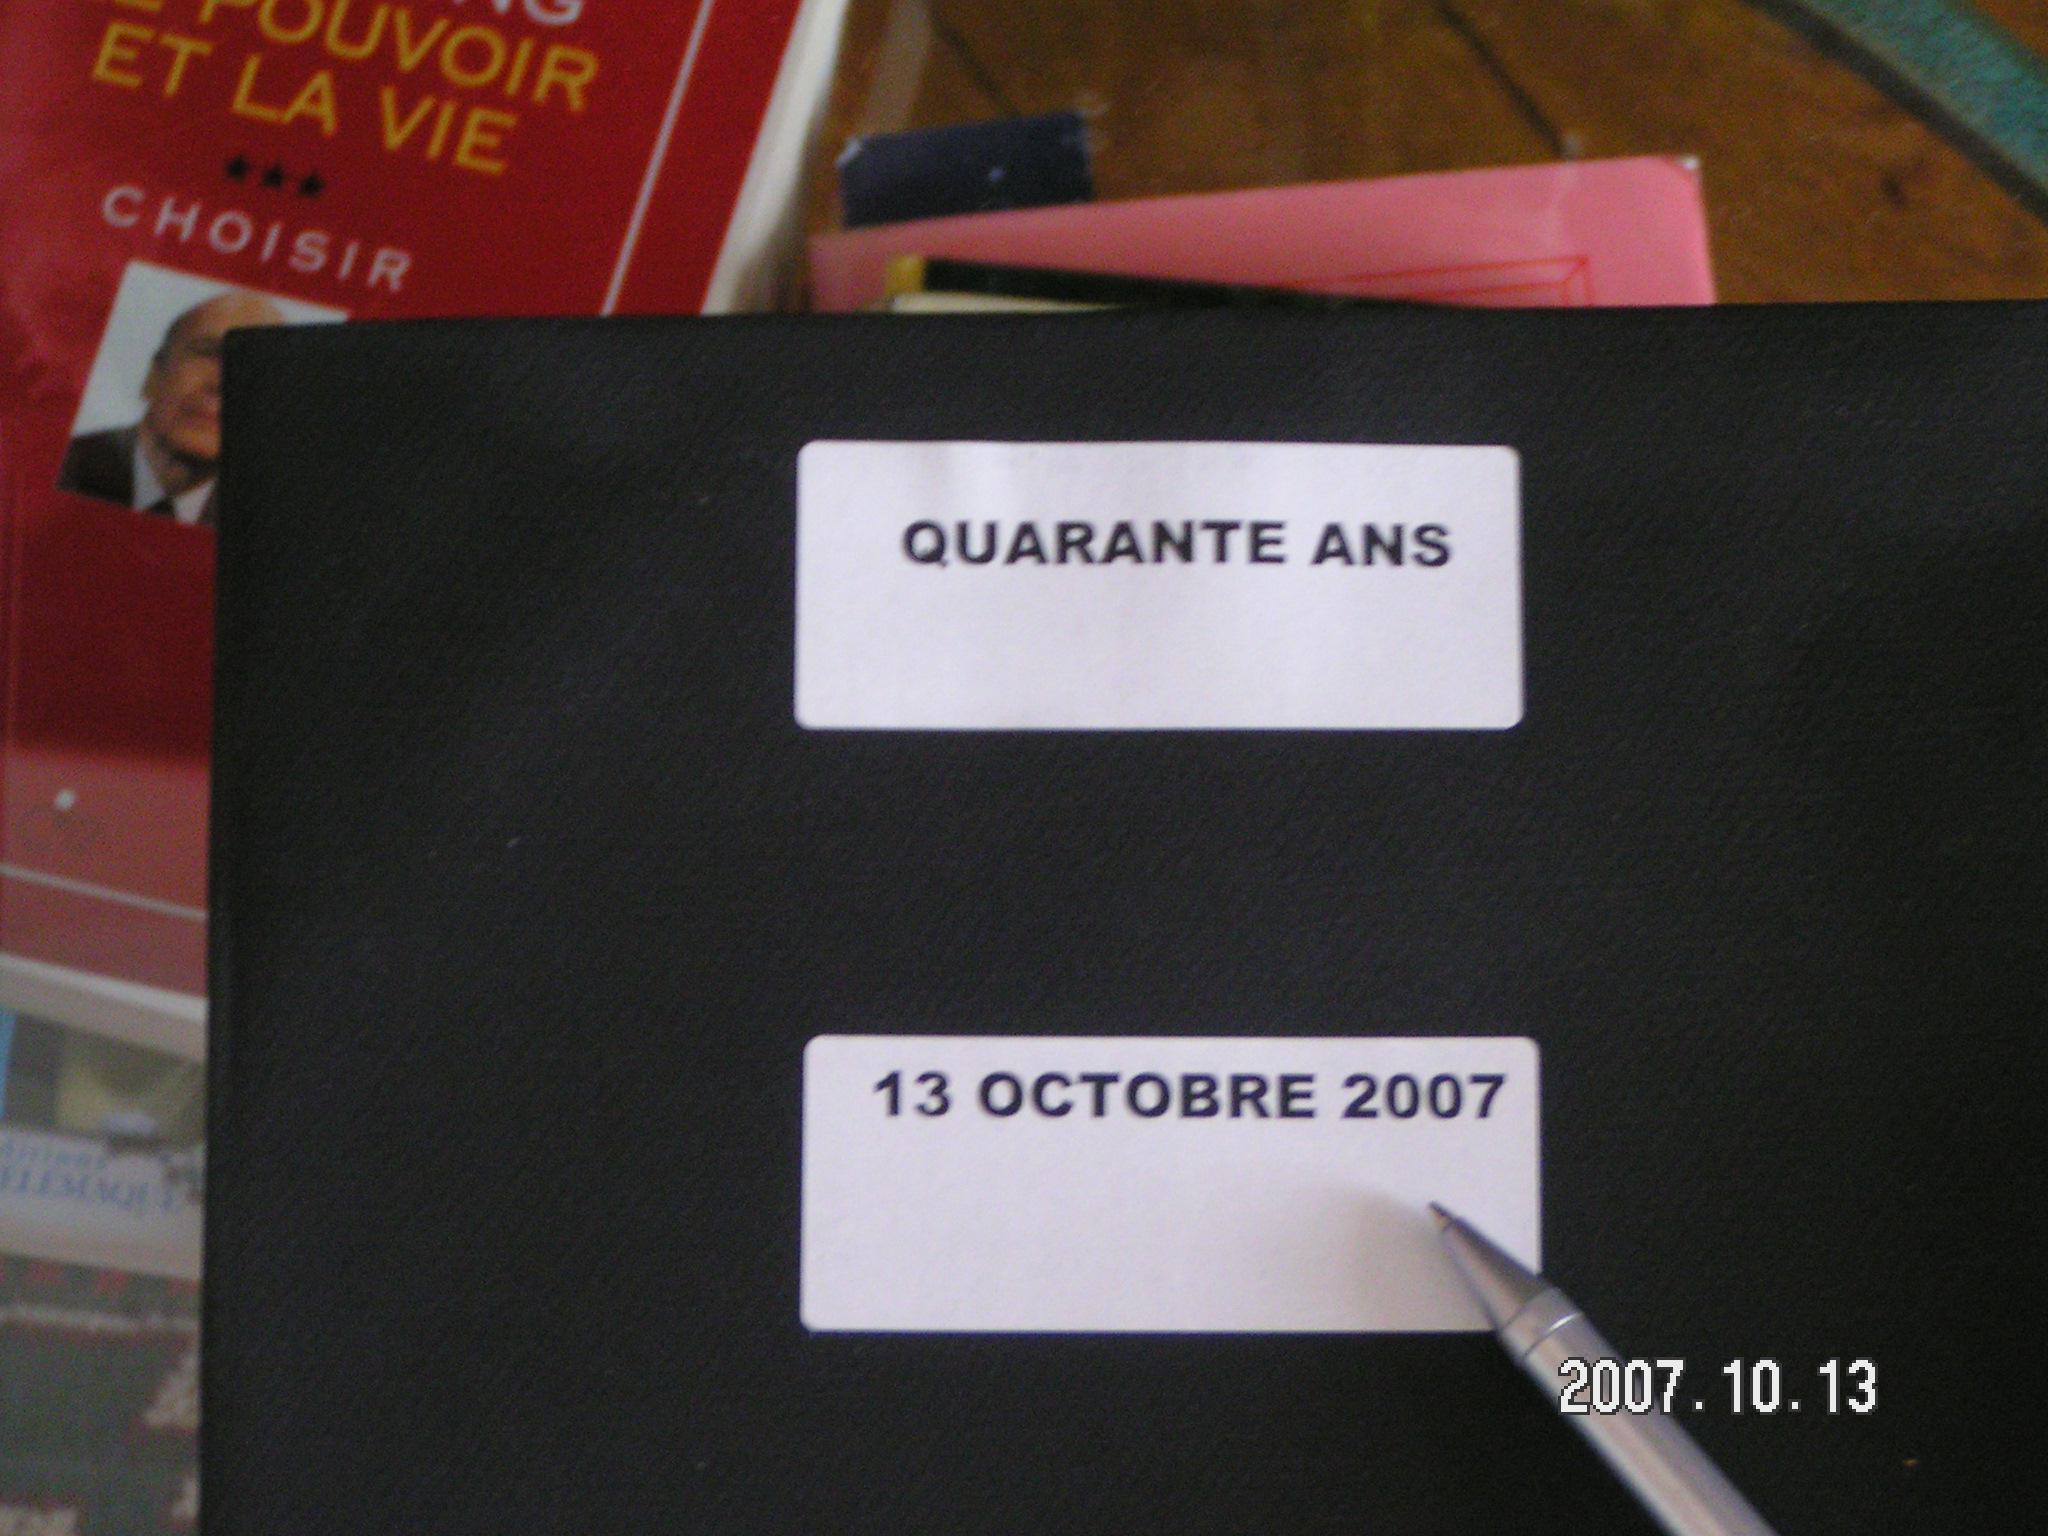 POUVOIR
ET LA VIE
CHOISIR
QUARANTE ANS
13 OCTOBRE 2007
2007.10.13